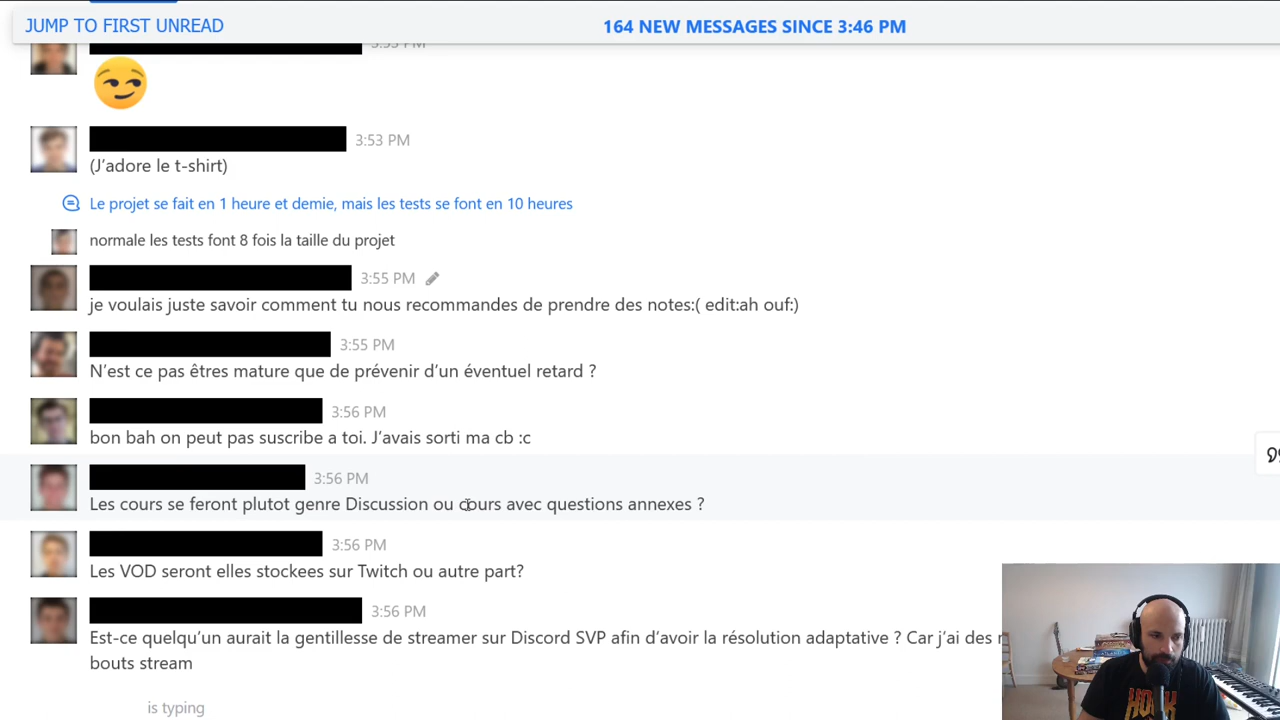 JUMP TO FIRST UNREAD
164 NEW MESSAGES SINCE 3:46 PM
3:53 PM
3:53 PM
(J'adore le t-shirt)
Le projet se fait en 1 heure et demie, mais les tests se font en 10 heures
normale les tests font 8 fois la taille du projet
3:55 PM
je voulais juste savoir comment tu nous recommandes de prendre des notes:( edit:ah ouf:)
3:55 PM
N'est ce pas êtres mature que de prévenir d'un éventuel retard ?
3:56 PM
bon bah on peut pas suscribe a toi. J'avais sorti ma cb :c
3:56 PM
Les cours se feront plutot genre Discussion ou cours avec questions annexes ?
3:56 PM
Les VOD seront elles stockees sur Twitch ou autre part?
3:56 PM
Est-ce quelqu'un aurait la gentillesse de streamer sur Discord SVP afin d'avoir la résolution adaptative ? Car j'ai des
bouts stream
is typing